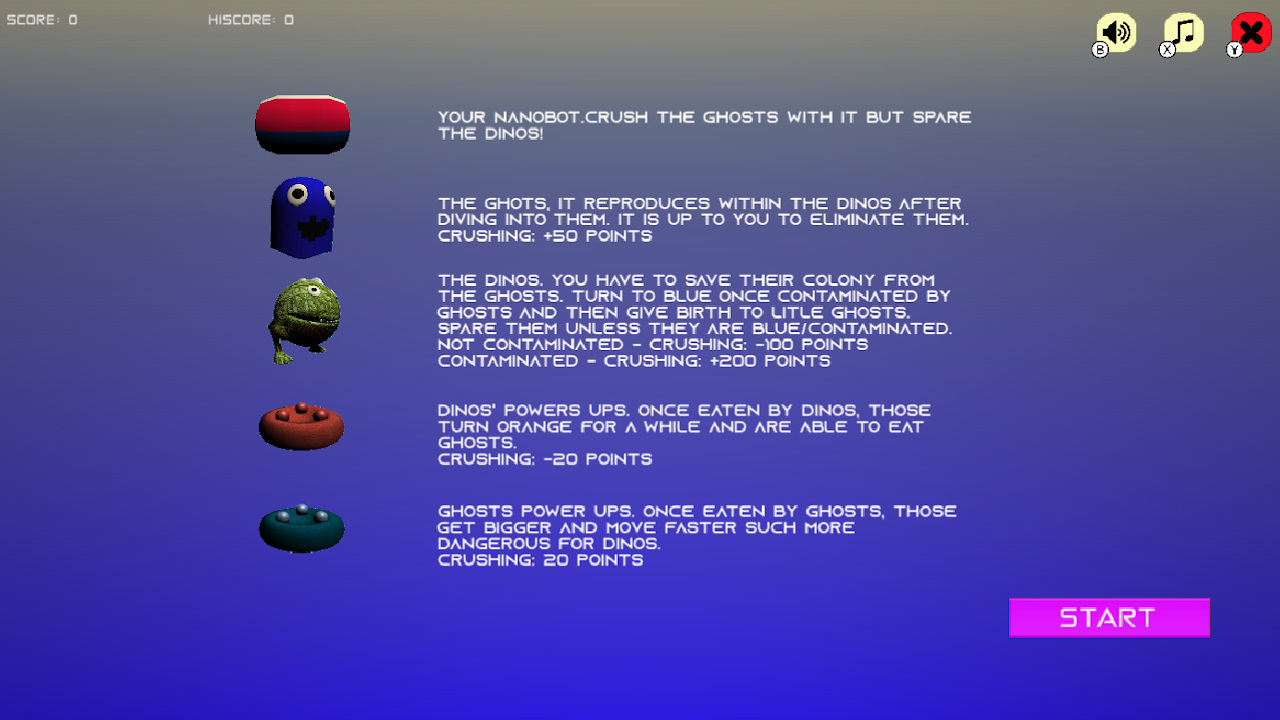 SCORE: 0
HISCORE: 0
B
X
Y
YOUR NANOBOT.CRUSH THE GHOSTS WITH IT BUT SPARE
THE DINOS!
THE GHOTS, IT REPRODUCES WITHIN THE DINOS AFTER
DIVING INTO THEM. IT IS UP TO YOU TO ELIMINATE THEM.
CRUSHING: +50 POINTS
THE DINOS. YOU HAVE TO SAVE THEIR COLONY FROM
THE GHOSTS. TURN TO BLUE ONCE CONTAMINATED BY
GHOSTS AND THEN GIVE BIRTH TO LITLE GHOSTS.
SPARE THEM UNLESS THEY ARE BLUE/CONTAMINATED.
NOT CONTAMINATED - CRUSHING: -100 POINTS
CONTAMINATED - CRUSHING: +200 POINTS
DINOS' POWERS UPS. ONCE EATEN BY DINOS, THOSE
TURN ORANGE FOR A WHILE AND ARE ABLE TO EAT
GHOSTS.
CRUSHING: -20 POINTS
GHOSTS POWER UPS. ONCE EATEN BY GHOSTS, THOSE
GET BIGGER AND MOVE FASTER SUCH MORE
DANGEROUS FOR DINOS.
CRUSHING: 20 POINTS
START